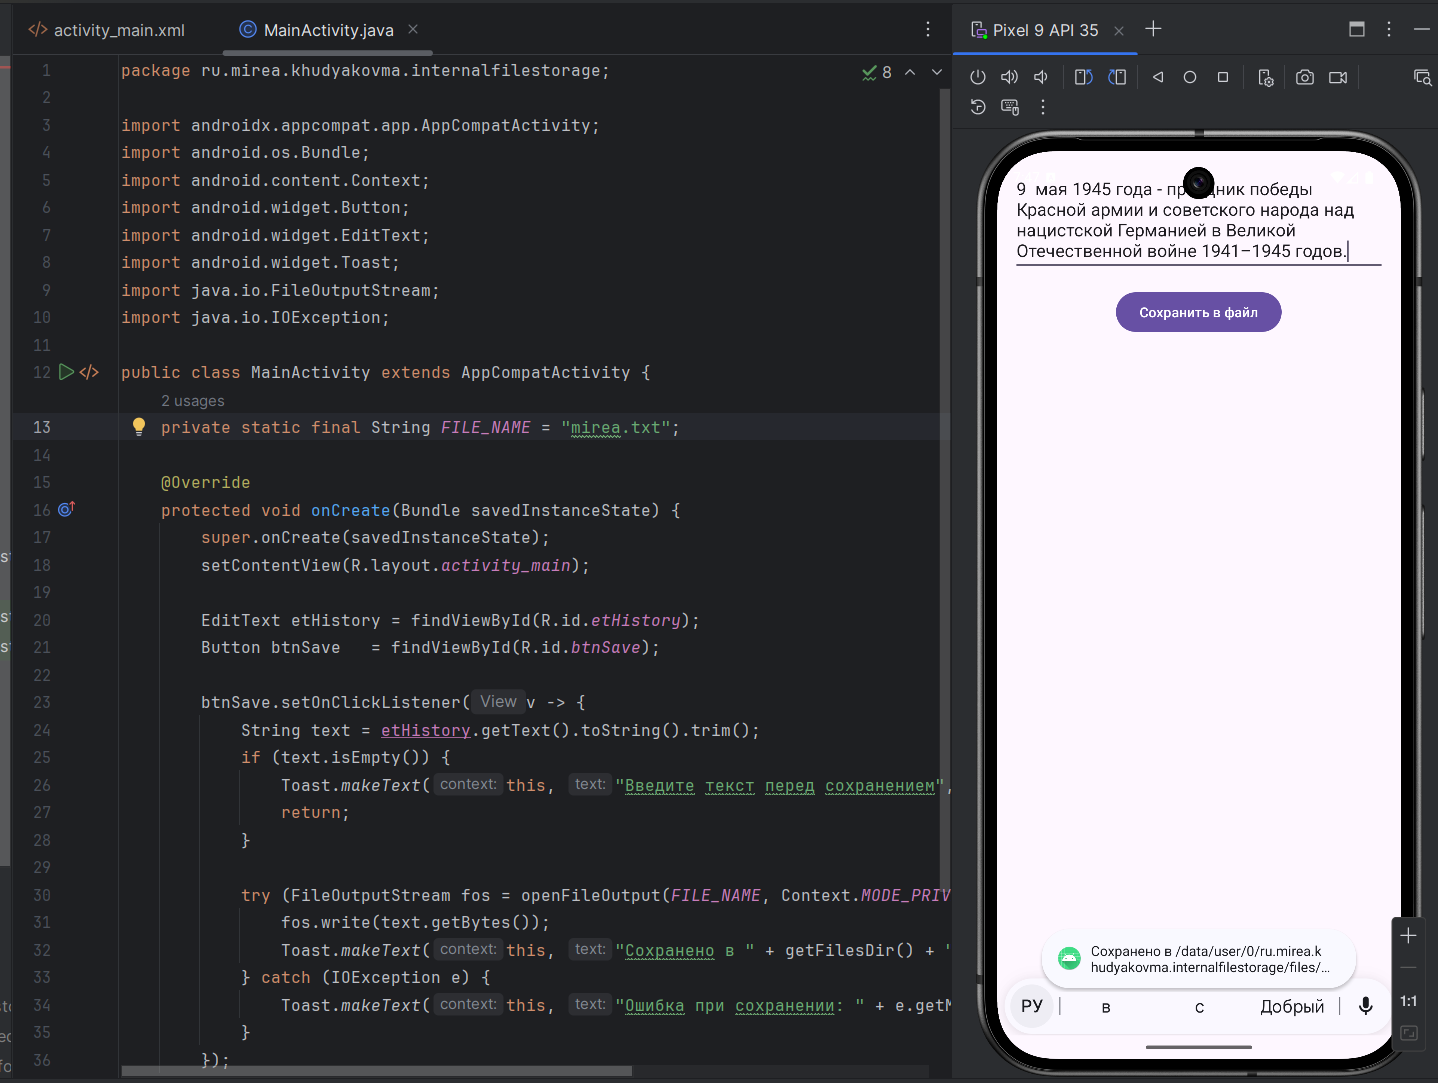 activity_main.xml
MainActivity.java
8
1 package ru.mirea.khudyakovma.internalfilestorage;
2
3 import androidx.appcompat.app.AppCompatActivity;
4 import android.os.Bundle;
5 import android.content.Context;
6 import android.widget.Button;
7 import android.widget.EditText;
8 import android.widget.Toast;
9 import java.io.FileOutputStream;
10 import java.io.IOException;
11
12 public class MainActivity extends AppCompatActivity {
2 usages
13 private static final String FILE_NAME = "mirea.txt";
14
15 @Override
16 protected void onCreate(Bundle savedInstanceState) {
17 super.onCreate(savedInstanceState);
18 setContentView(R.layout.activity_main);
19
20 EditText etHistory = findViewById(R.id.etHistory);
21 Button btnSave   = findViewById(R.id.btnSave);
22
23 btnSave.setOnClickListener( View v -> {
24 String text = etHistory.getText().toString().trim();
25 if (text.isEmpty()) {
26 Toast.makeText( context: this, text: "Введите текст перед сохранением",
27 return;
28 }
29
30 try (FileOutputStream fos = openFileOutput(FILE_NAME, Context.MODE_PRIV
31 fos.write(text.getBytes());
32 Toast.makeText( context: this, text: "Сохранено в " + getFilesDir() + "
33 } catch (IOException e) {
34 Toast.makeText( context: this, text: "Ошибка при сохранении: " + e.getM
35 }
36 });
Pixel 9 API 35
9 мая 1945 года - праздник победы
Красной армии и советского народа над
нацистской Германией в Великой
Отечественной войне 1941–1945 годов.
Сохранить в файл
Сохранено в /data/user/0/ru.mirea.k
hudyakovma.internalfilestorage/files/...
РУ в с Добрый
1:1